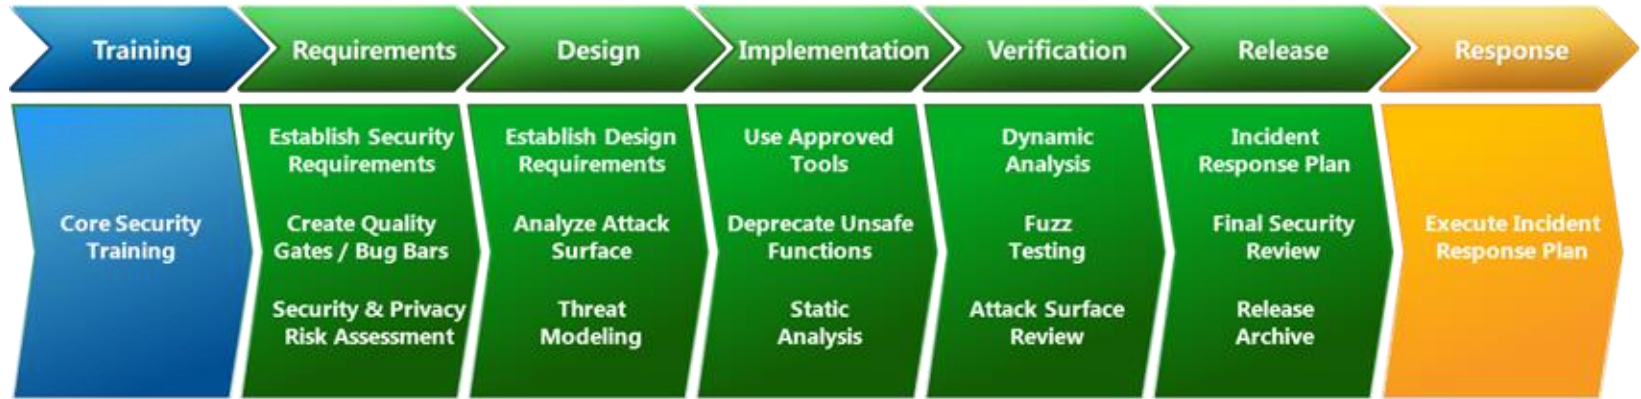 Training
Requirements
Design
Implementation
Verification
Release
Response
Core Security
Training
Establish Security
Requirements
Create Quality
Gates / Bug Bars
Security & Privacy
Risk Assessment
Establish Design
Requirements
Analyze Attack
Surface
Threat
Modeling
Use Approved
Tools
Deprecate Unsafe
Functions
Static
Analysis
Dynamic
Analysis
Fuzz
Testing
Attack Surface
Review
Incident
Response Plan
Final Security
Review
Release
Archive
Execute Incident
Response Plan